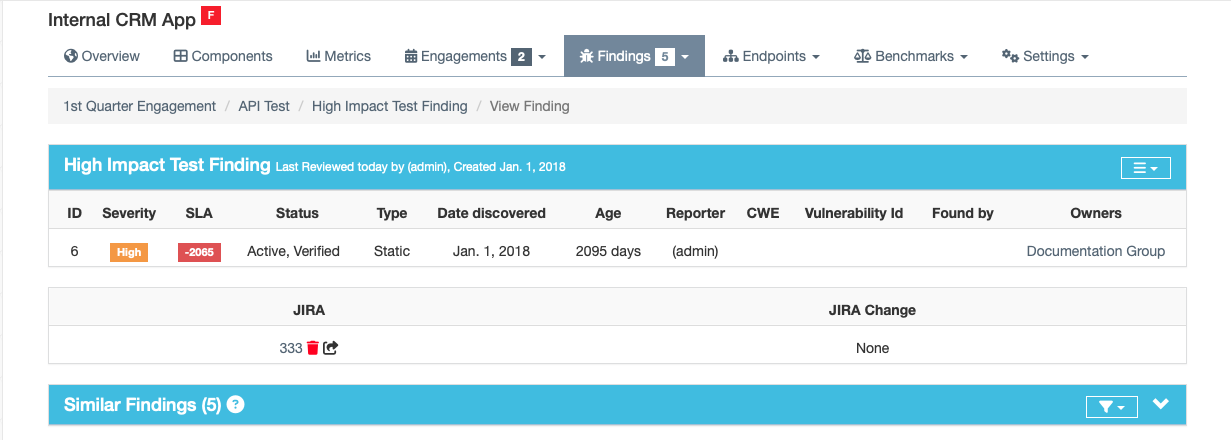 Internal CRM App F
Overview Components Metrics Engagements 2 Findings 5 Endpoints Benchmarks Settings
1st Quarter Engagement / API Test / High Impact Test Finding / View Finding
High Impact Test Finding Last Reviewed today by (admin), Created Jan. 1, 2018
ID Severity SLA Status Type Date discovered Age Reporter CWE Vulnerability Id Found by Owners
6 High -2065 Active, Verified Static Jan. 1, 2018 2095 days (admin) Documentation Group
JIRA JIRA Change
333 None
Similar Findings (5) ?